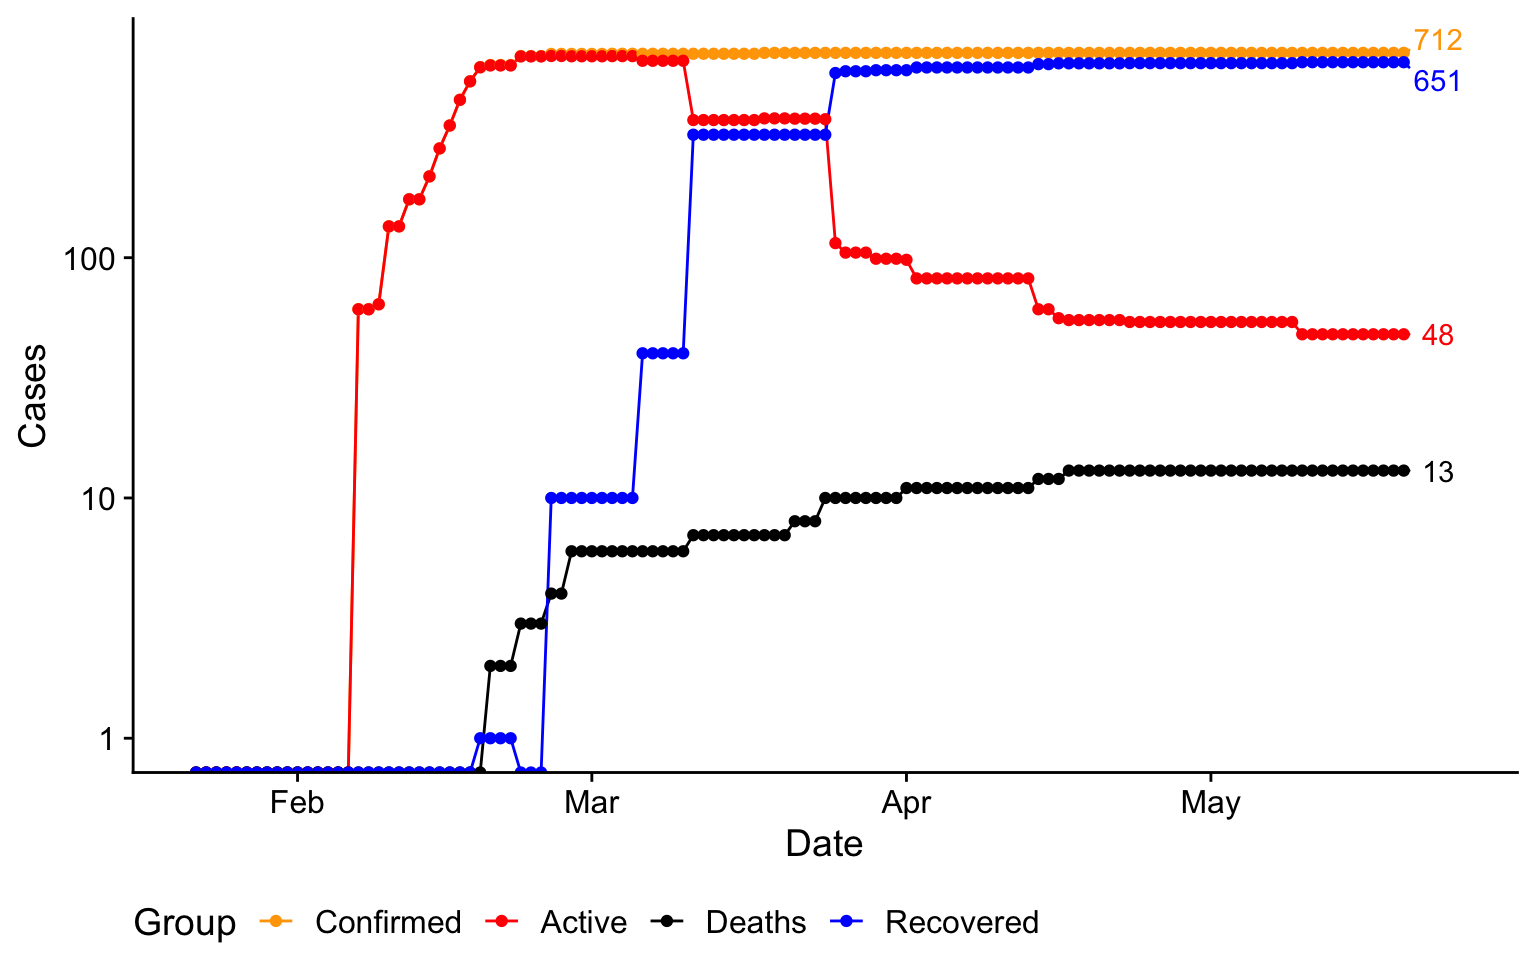 712
651
100
48
13
10
1
Cases
Feb Mar Apr May
Date
Group Confirmed Active Deaths Recovered